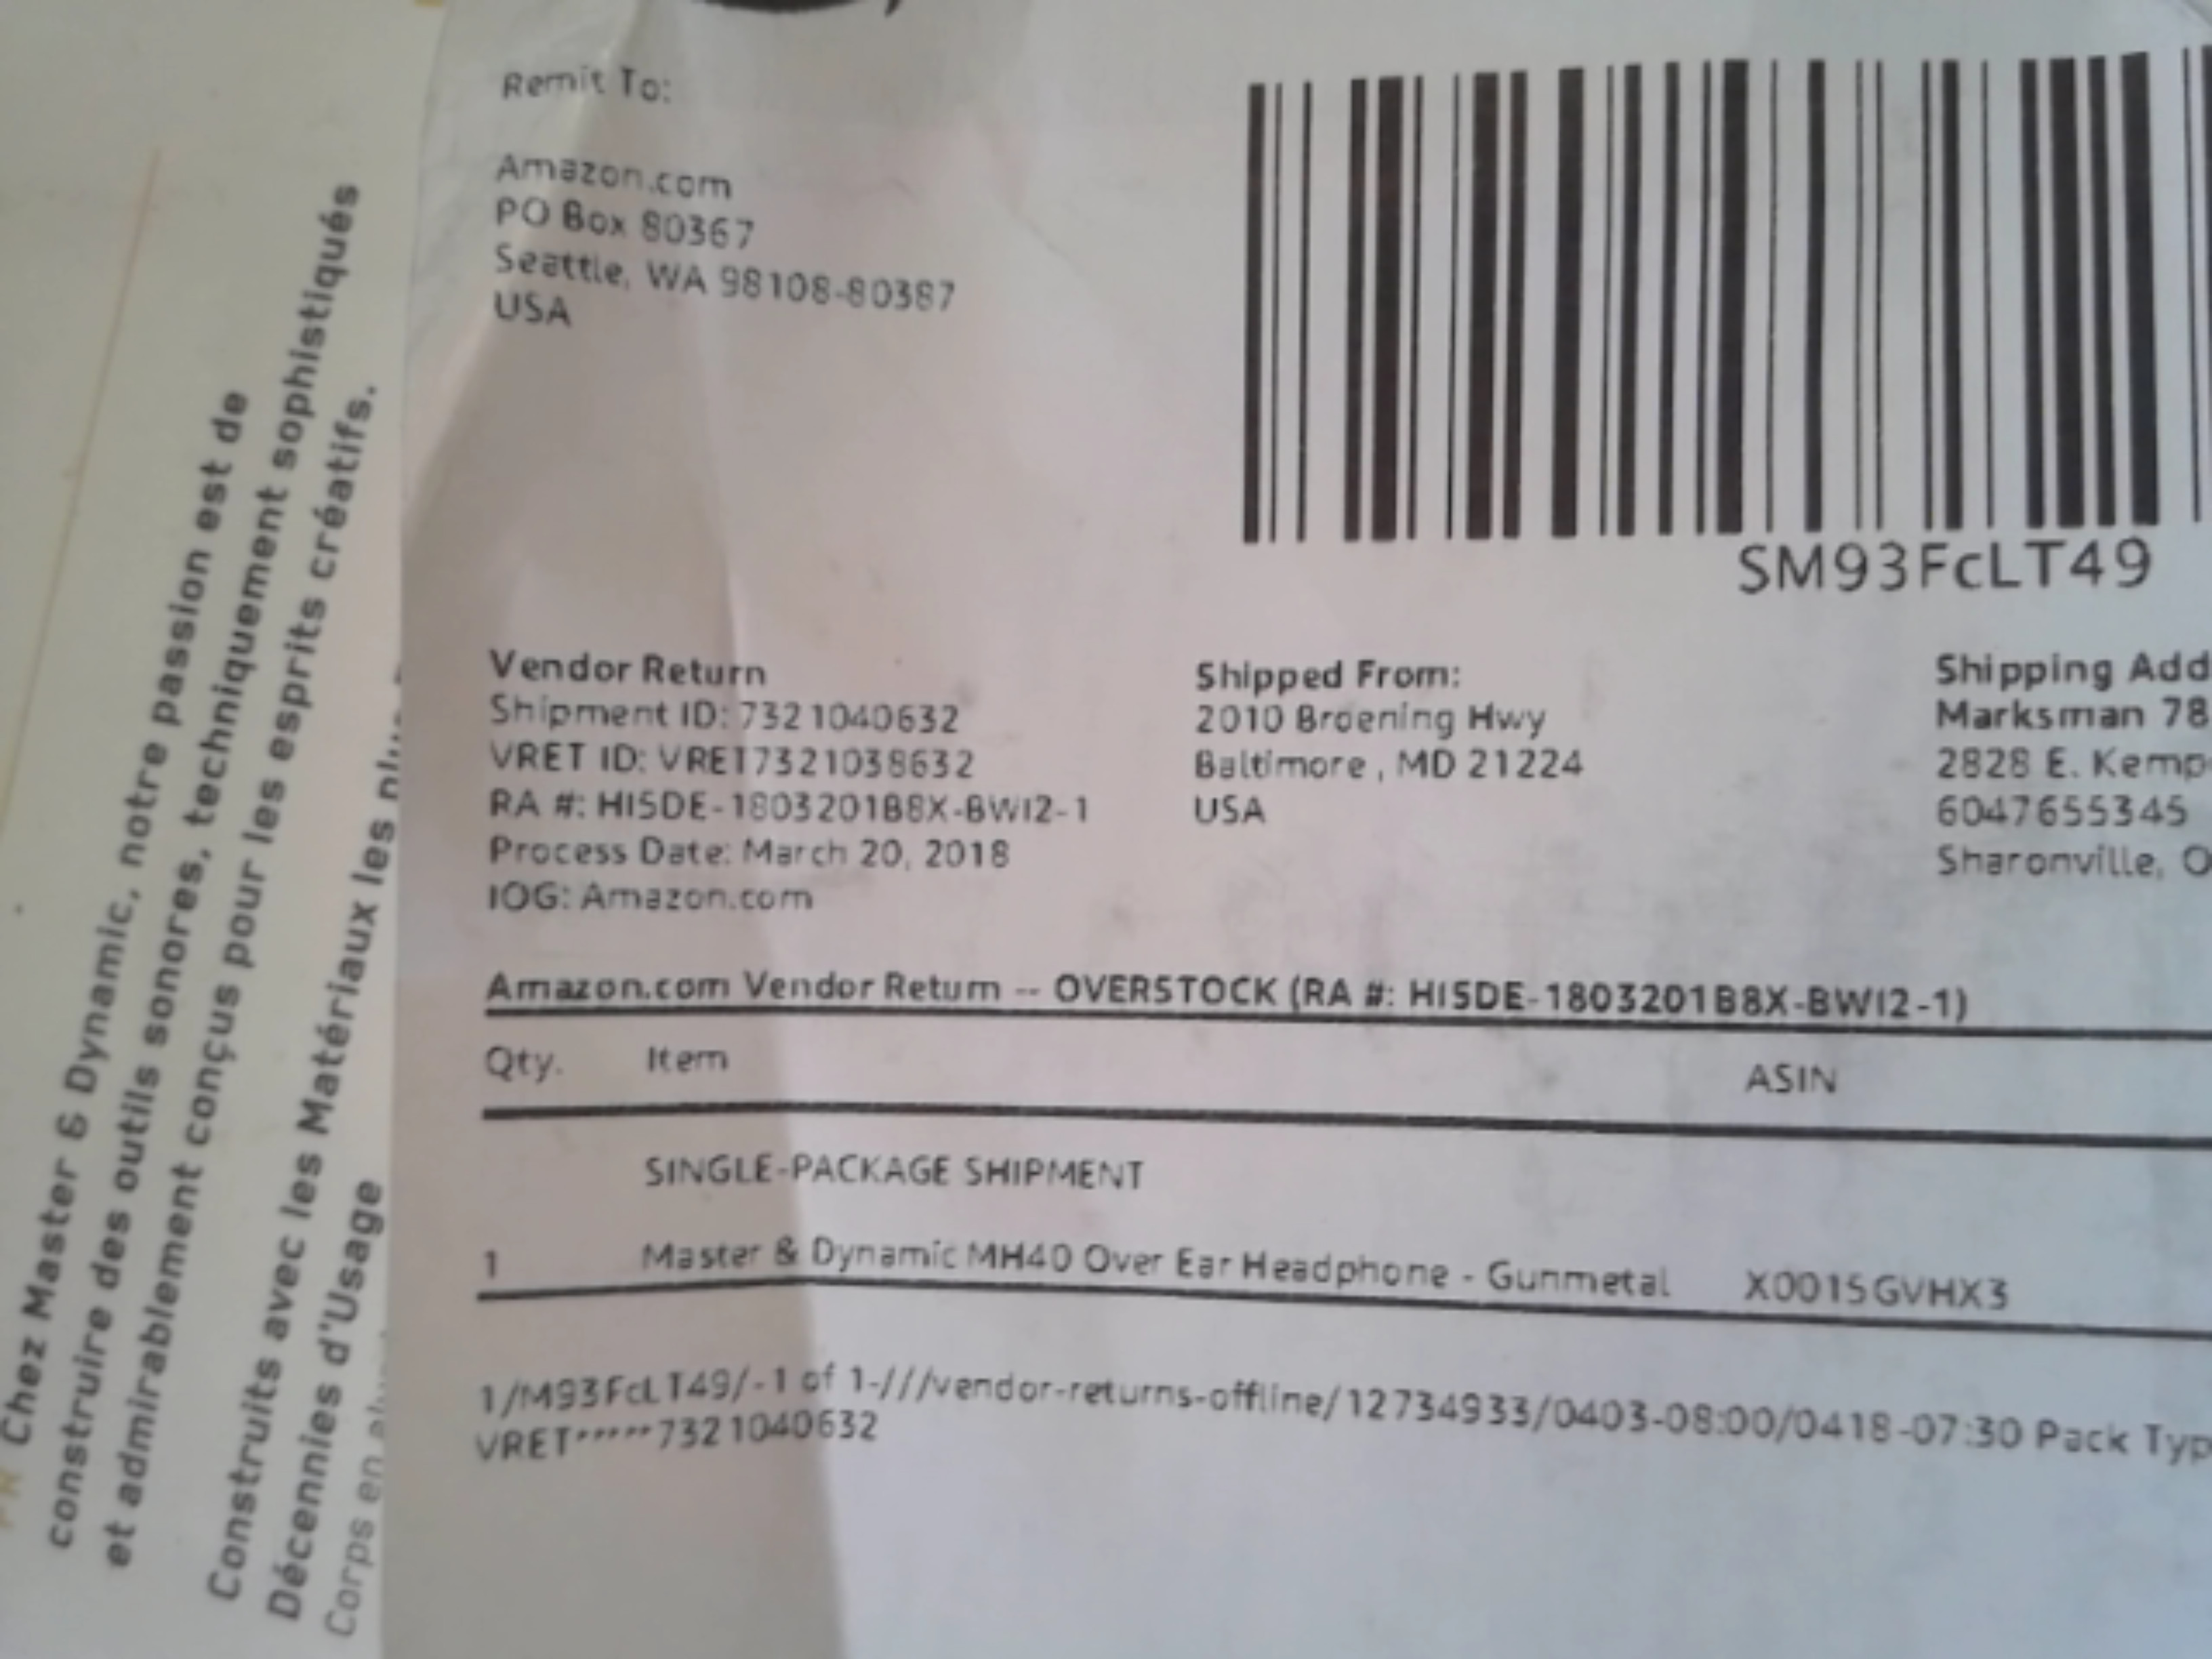 Remit To:
Amazon.com
PO Box 80367
Seattle, WA 98108-80387
USA
SM93FcLT49
Vendor Return
Shipment ID: 7321040632
VRET ID: VRET7321038632
RA #: HI5DE-1803201B8X-BWI2-1
Process Date: March 20, 2018
IOG: Amazon.com
Shipped From:
2010 Broening Hwy
Baltimore , MD 21224
USA
Shipping Add
Marksman 78
2828 E. Kemp
6047655345
Sharonville, O
Amazon.com Vendor Return -- OVERSTOCK (RA #: HI5DE-1803201B8X-BWI2-1)
Qty. Item ASIN
SINGLE-PACKAGE SHIPMENT
1 Master & Dynamic MH40 Over Ear Headphone - Gunmetal X0015GVHX3
1/M93FcLT49/-1 of 1-///vendor-returns-offline/12734933/0403-08:00/0418-07:30 Pack Typ
VRET*****7321040632
Chez Master & Dynamic, notre passion est de
construire des outils sonores, techniquement sophistiqués
et admirablement conçus pour les esprits créatifs.
Construits avec les Matériaux les plus
Décennies d'Usage
Corps en